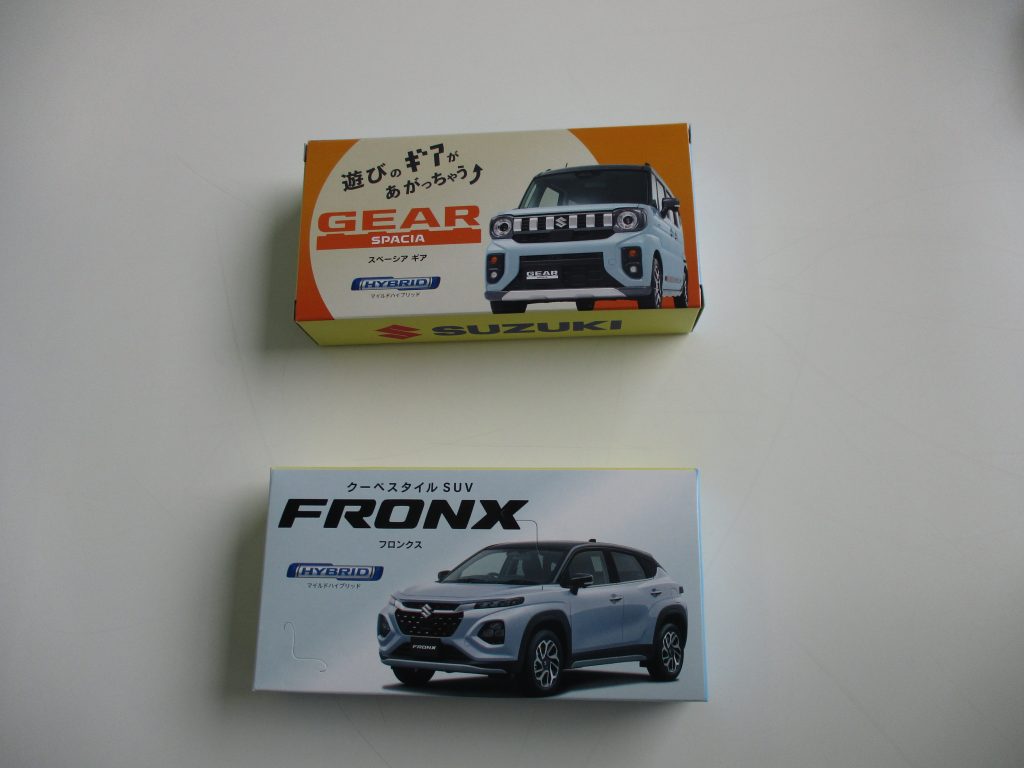 遊びのギアが
あがっちゃう
GEAR
SPACIA
スペーシア ギア
HYBRID
マイルドハイブリッド
GEAR
SUZUKI
クーペスタイル SUV
FRONX
フロンクス
HYBRID
マイルドハイブリッド
FRONX